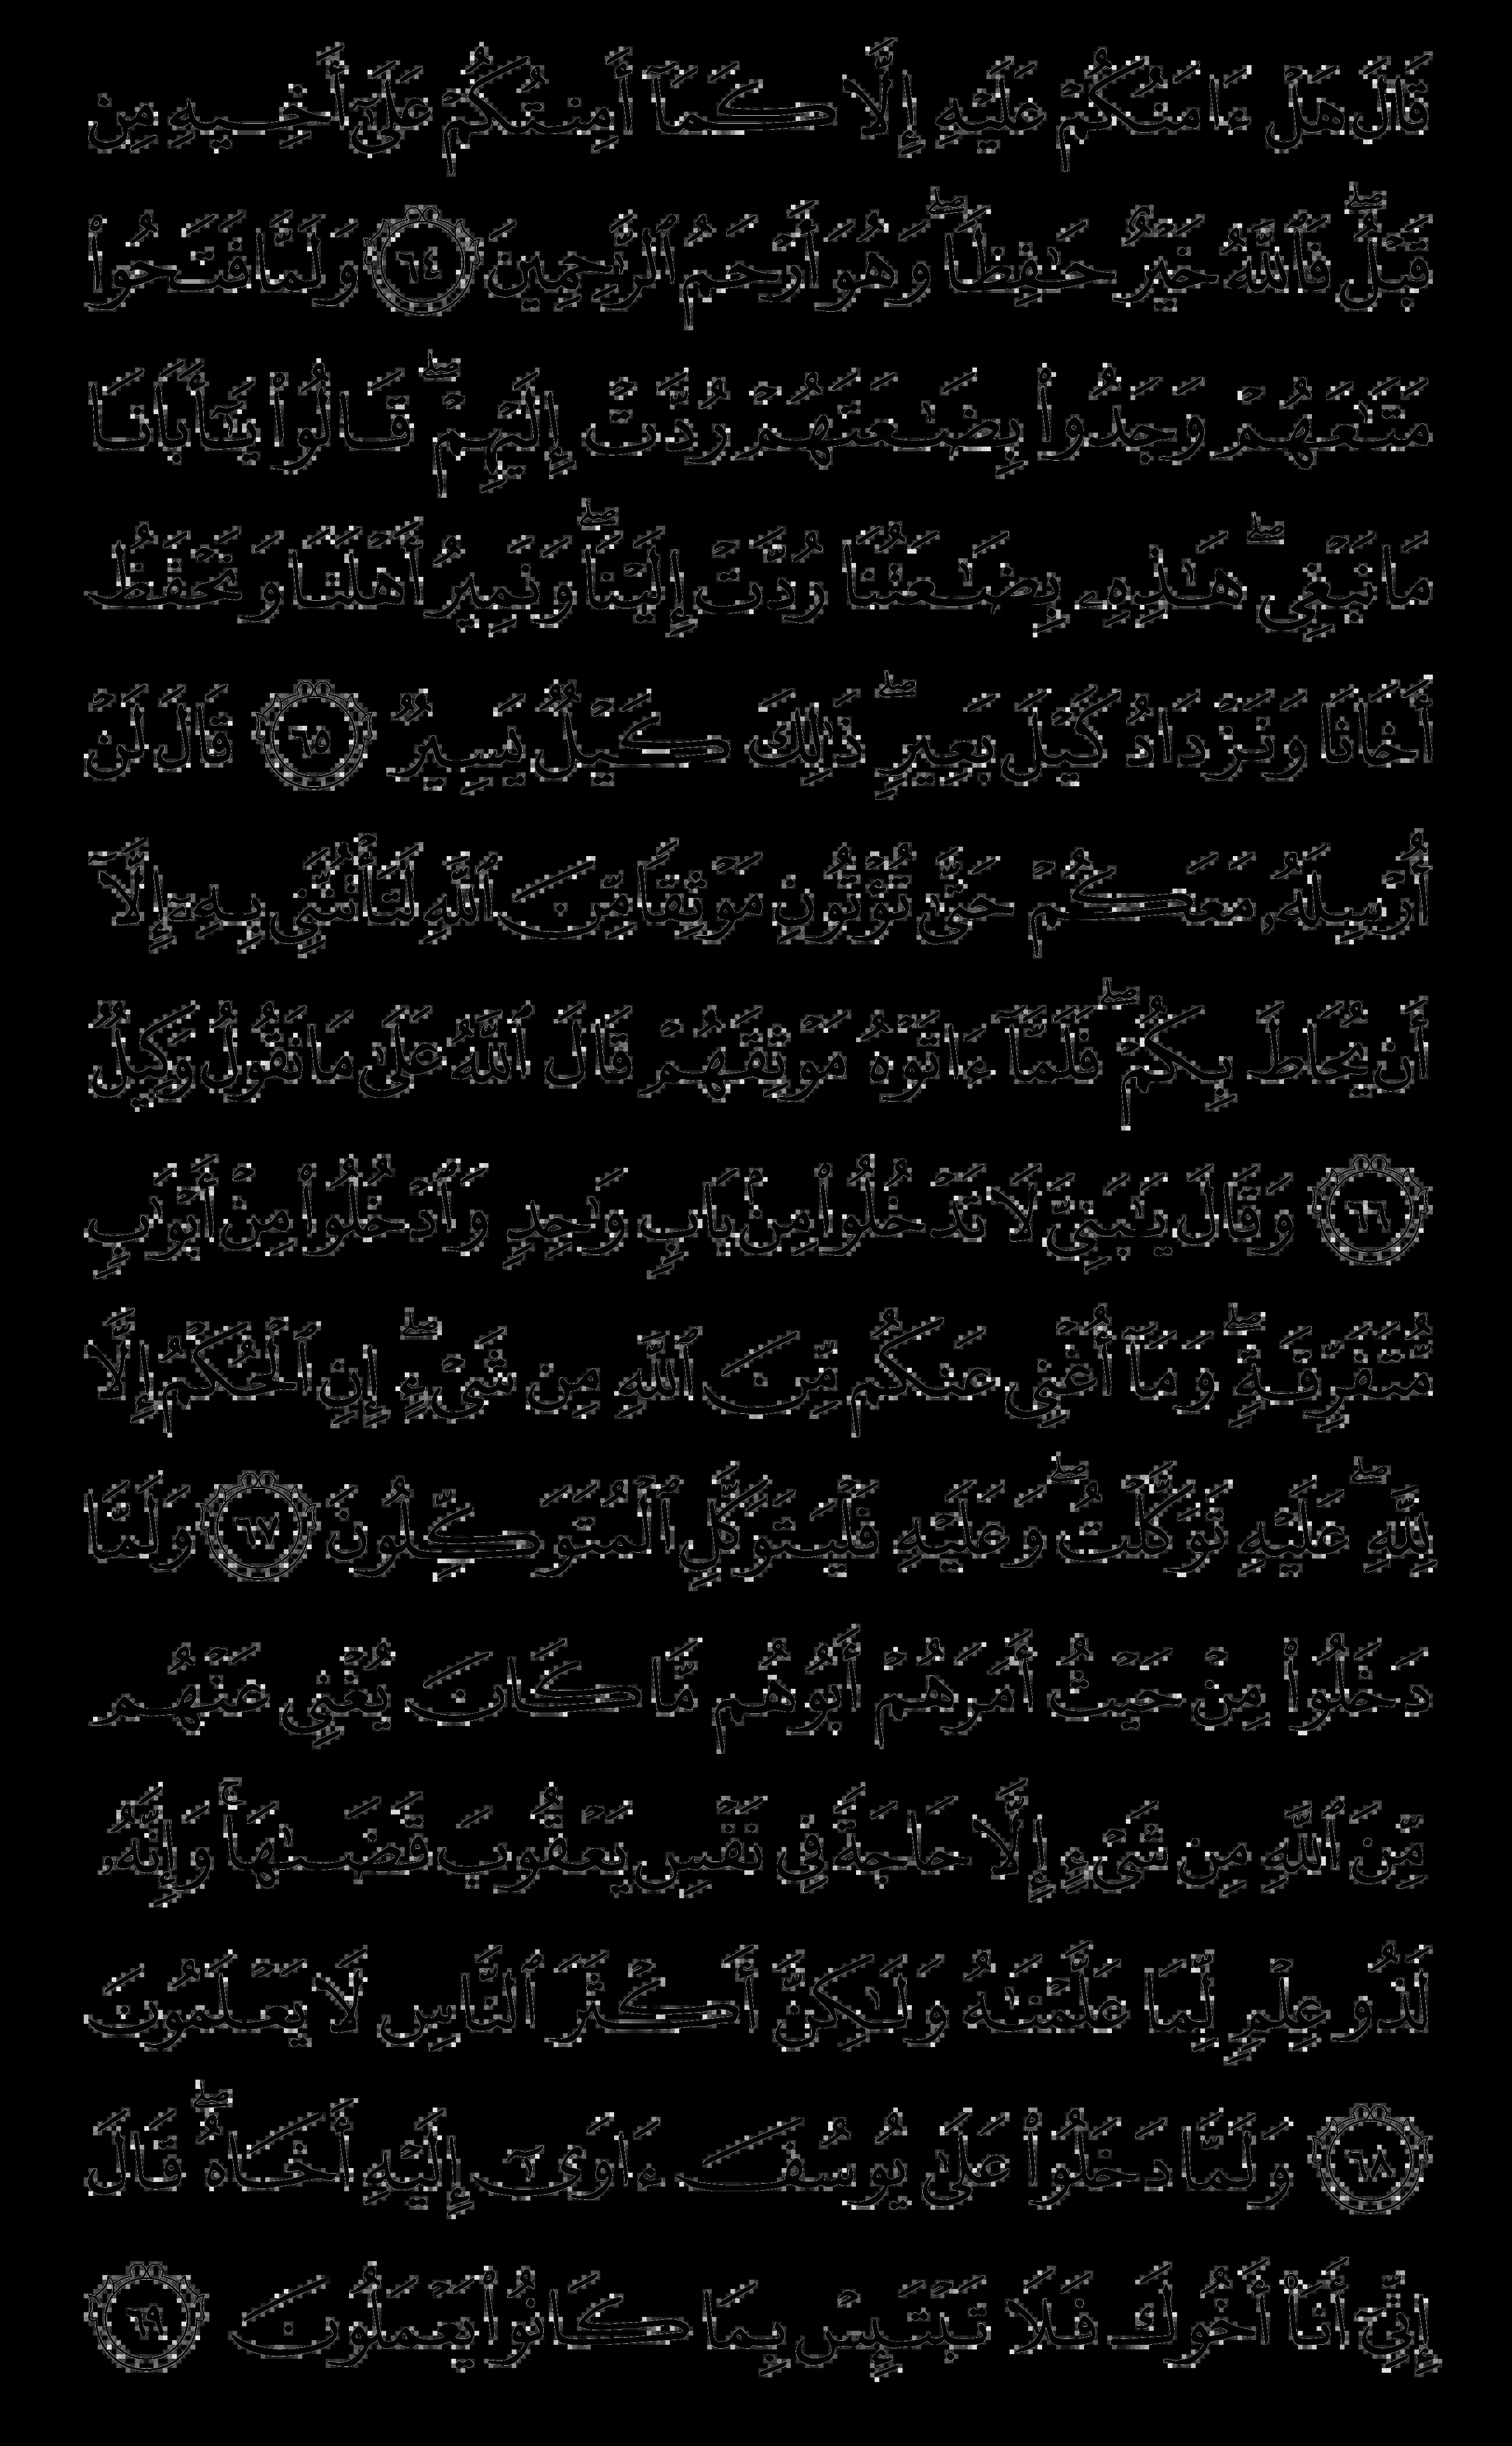 قَالَ هَلْ ءَامَنُكُمْ عَلَيْهِ إِلَّا كَمَآ أَمِنتُكُمْ عَلَىٰٓ أَخِيهِ مِن
قَبْلُ ۖ فَٱللَّهُ خَيْرٌ حَـٰفِظًا ۖ وَهُوَ أَرْحَمُ ٱلرَّٰحِمِينَ ٦٤ وَلَمَّا فَتَحُوا۟
مَتَـٰعَهُمْ وَجَدُوا۟ بِضَـٰعَتَهُمْ رُدَّتْ إِلَيْهِمْ ۖ قَالُوا۟ يَـٰٓأَبَانَا
مَا نَبْغِى ۖ هَـٰذِهِۦ بِضَـٰعَتُنَا رُدَّتْ إِلَيْنَا ۖ وَنَمِيرُ أَهْلَنَا وَنَحْفَظُ
أَخَانَا وَنَزْدَادُ كَيْلَ بَعِيرٍ ۖ ذَٰلِكَ كَيْلٌ يَسِيرٌ ٦٥ قَالَ لَنْ
أُرْسِلَهُۥ مَعَكُمْ حَتَّىٰ تُؤْتُونِ مَوْثِقًا مِّنَ ٱللَّهِ لَتَأْتُنَّنِى بِهِۦٓ إِلَّآ
أَن يُحَاطَ بِكُمْ ۖ فَلَمَّآ ءَاتَوْهُ مَوْثِقَهُمْ قَالَ ٱللَّهُ عَلَىٰ مَا نَقُولُ وَكِيلٌ
٦٦ وَقَالَ يَـٰبَنِىَّ لَا تَدْخُلُوا۟ مِنۢ بَابٍ وَٰحِدٍ وَٱدْخُلُوا۟ مِنْ أَبْوَٰبٍ
مُّتَفَرِّقَةٍ ۖ وَمَآ أُغْنِى عَنكُم مِّنَ ٱللَّهِ مِن شَىْءٍ ۖ إِنِ ٱلْحُكْمُ إِلَّا
لِلَّهِ ۖ عَلَيْهِ تَوَكَّلْتُ ۖ وَعَلَيْهِ فَلْيَتَوَكَّلِ ٱلْمُتَوَكِّلُونَ ٦٧ وَلَمَّا
دَخَلُوا۟ مِنْ حَيْثُ أَمَرَهُمْ أَبُوهُم مَّا كَانَ يُغْنِى عَنْهُم
مِّنَ ٱللَّهِ مِن شَىْءٍ إِلَّا حَاجَةً فِى نَفْسِ يَعْقُوبَ قَضَىٰهَا ۚ وَإِنَّهُۥ
لَذُو عِلْمٍ لِّمَا عَلَّمْنَـٰهُ وَلَـٰكِنَّ أَكْثَرَ ٱلنَّاسِ لَا يَعْلَمُونَ
٦٨ وَلَمَّا دَخَلُوا۟ عَلَىٰ يُوسُفَ ءَاوَىٰٓ إِلَيْهِ أَخَاهُ ۖ قَالَ
إِنِّىٓ أَنَا۠ أَخُوكَ فَلَا تَبْتَئِسْ بِمَا كَانُوا۟ يَعْمَلُونَ ٦٩